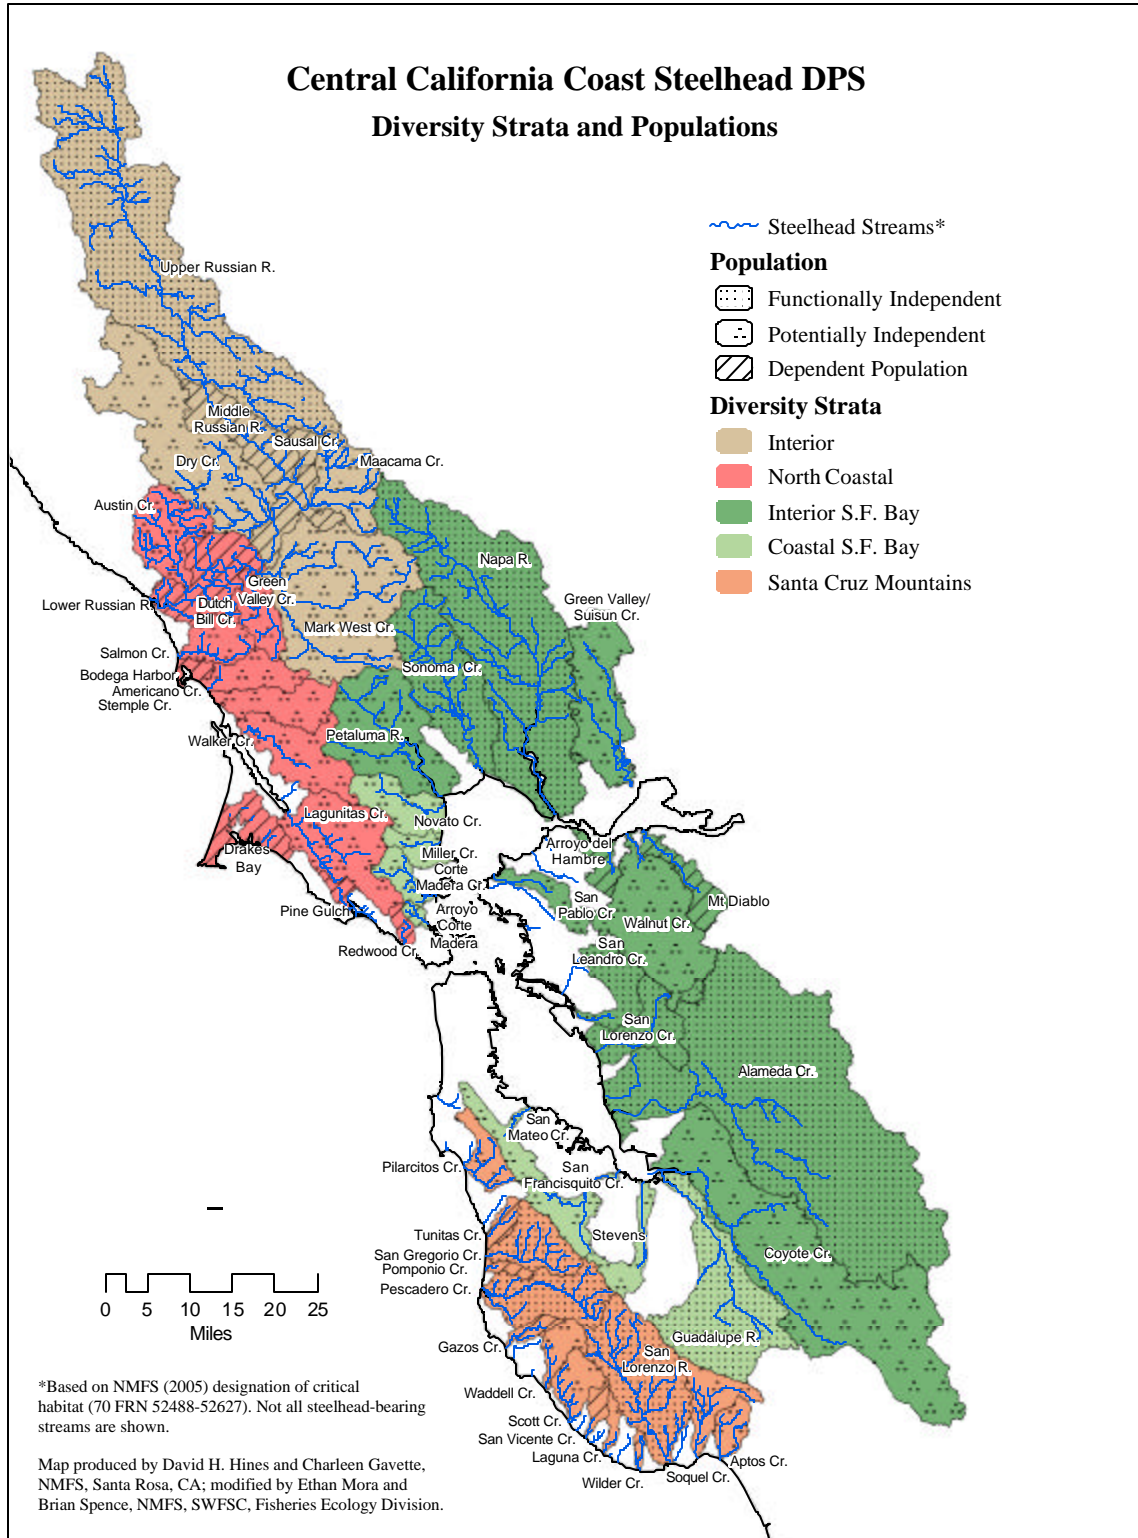 Central California Coast Steelhead DPS
Diversity Strata and Populations
Steelhead Streams*
Population
Functionally Independent
Potentially Independent
Dependent Population
Diversity Strata
Interior
North Coastal
Interior S.F. Bay
Coastal S.F. Bay
Santa Cruz Mountains
Upper Russian R.
Middle
Russian R.
Sausal Cr.
Dry Cr.
Maacama Cr.
Austin Cr.
Napa R.
Green
Valley Cr.
Green Valley/
Suisun Cr.
Lower Russian R.
Dutch
Bill Cr.
Mark West Cr.
Salmon Cr.
Sonoma Cr.
Bodega Harbor
Americano Cr.
Stemple Cr.
Walker Cr.
Petaluma R.
Lagunitas Cr.
Novato Cr.
Drakes
Bay
Miller Cr.
Corte
Madera Cr.
Arroyo del
Hambre
San
Pablo Cr.
Mt Diablo
Walnut Cr.
Pine Gulch
Arroyo
Corte
Madera
Redwood Cr.
San
Leandro Cr.
San
Lorenzo Cr.
Alameda Cr.
San
Mateo Cr.
Pilarcitos Cr.
San
Francisquito Cr.
Tunitas Cr.
Stevens
San Gregorio Cr.
Pomponio Cr.
Coyote Cr.
Pescadero Cr.
Guadalupe R.
Gazos Cr.
San
Lorenzo R.
Waddell Cr.
Scott Cr.
San Vicente Cr.
Laguna Cr.
Wilder Cr.
Soquel Cr.
Aptos Cr.
0 5 10 15 20 25
Miles
*Based on NMFS (2005) designation of critical
habitat (70 FRN 52488-52627). Not all steelhead-bearing
streams are shown.
Map produced by David H. Hines and Charleen Gavette,
NMFS, Santa Rosa, CA; modified by Ethan Mora and
Brian Spence, NMFS, SWFSC, Fisheries Ecology Division.